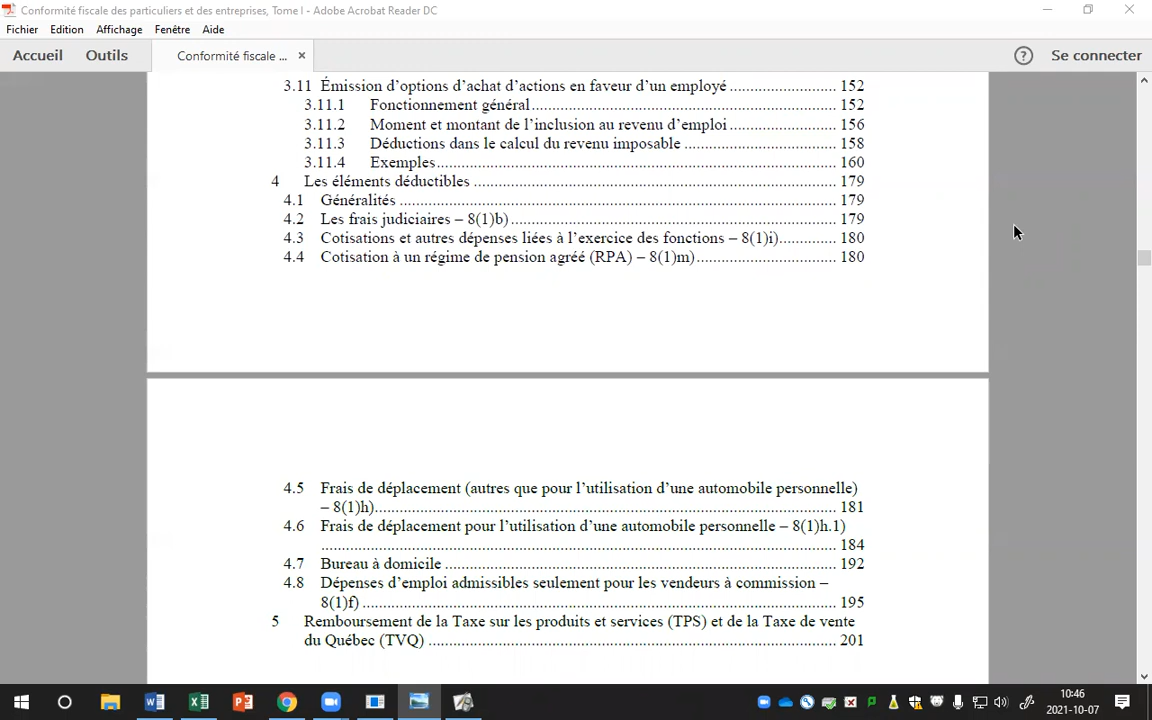 Conformité fiscale des particuliers et des entreprises, Tome I - Adobe Acrobat Reader DC
Fichier Edition Affichage Fenêtre Aide
Accueil Outils Conformité fiscale ... × ? Se connecter
3.11 Émission d’options d’achat d’actions en faveur d’un employé ........................ 152
3.11.1 Fonctionnement général.................................................................... 152
3.11.2 Moment et montant de l’inclusion au revenu d’emploi ........................ 156
3.11.3 Déductions dans le calcul du revenu imposable .................................. 158
3.11.4 Exemples........................................................................................... 160
4 Les éléments déductibles ................................................................................ 179
4.1 Généralités ................................................................................................. 179
4.2 Les frais judiciaires – 8(1)b) ........................................................................ 179
4.3 Cotisations et autres dépenses liées à l’exercice des fonctions – 8(1)i)............. 180
4.4 Cotisation à un régime de pension agréé (RPA) – 8(1)m)............................... 180
4.5 Frais de déplacement (autres que pour l’utilisation d’une automobile personnelle)
– 8(1)h)....................................................................................................... 181
4.6 Frais de déplacement pour l’utilisation d’une automobile personnelle – 8(1)h.1)
.................................................................................................................. 184
4.7 Bureau à domicile ....................................................................................... 192
4.8 Dépenses d’emploi admissibles seulement pour les vendeurs à commission –
8(1)f) .......................................................................................................... 195
5 Remboursement de la Taxe sur les produits et services (TPS) et de la Taxe de vente
du Québec (TVQ) .......................................................................................... 201
10:46
2021-10-07